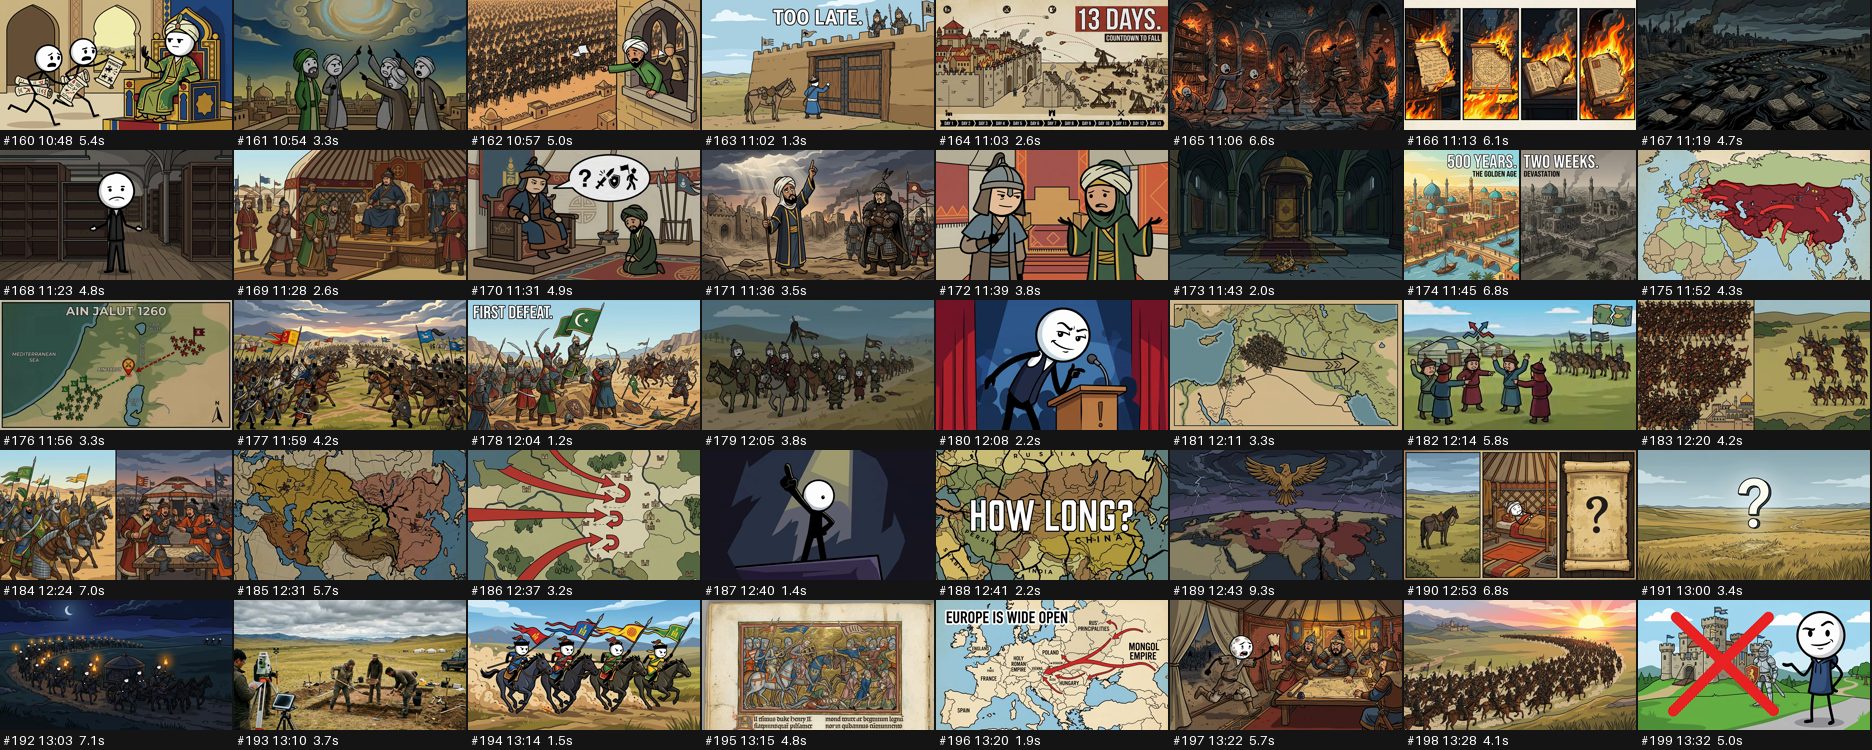 #160 10:48 5.4s
#161 10:54 3.3s
#162 10:57 5.0s
TOO LATE.
#163 11:02 1.3s
13 DAYS.
COUNTDOWN TO FALL
#164 11:03 2.6s
#165 11:06 6.6s
#166 11:13 6.1s
#167 11:19 4.7s
#168 11:23 4.8s
#169 11:28 2.6s
?
#170 11:31 4.9s
#171 11:36 3.5s
#172 11:39 3.8s
#173 11:43 2.0s
500 YEARS.
THE GOLDEN AGE
TWO WEEKS.
DEVASTATION
#174 11:45 6.8s
#175 11:52 4.3s
AIN JALUT 1260
MEDITERRANEAN
SEA
N
#176 11:56 3.3s
#177 11:59 4.2s
FIRST DEFEAT.
#178 12:04 1.2s
#179 12:05 3.8s
!
#180 12:08 2.2s
#181 12:11 3.3s
#182 12:14 5.8s
#183 12:20 4.2s
#184 12:24 7.0s
#185 12:31 5.7s
#186 12:37 3.2s
#187 12:40 1.4s
RUSSIA
HOW LONG?
PERSIA
CHINA
INDIA
#188 12:41 2.2s
#189 12:43 9.3s
?
#190 12:53 6.8s
?
#191 13:00 3.4s
#192 13:03 7.1s
#193 13:10 3.7s
#194 13:14 1.5s
#195 13:15 4.8s
EUROPE IS WIDE OPEN
RUS'
PRINCIPALITIES
ENGLAND
HOLY
ROMAN
EMPIRE
POLAND
MONGOL
EMPIRE
FRANCE
HUNGARY
SPAIN
#196 13:20 1.9s
#197 13:22 5.7s
#198 13:28 4.1s
#199 13:32 5.0s